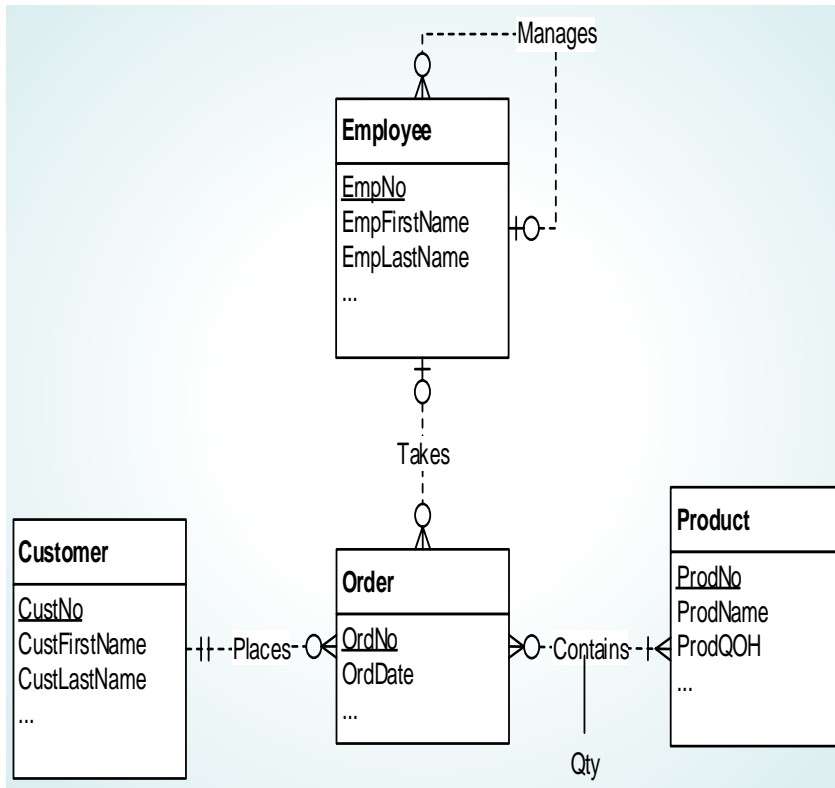 Manages
Employee
EmpNo
EmpFirstName
EmpLastName
...
Takes
Customer
CustNo
CustFirstName
CustLastName
...
Places
Order
OrdNo
OrdDate
...
Contains
Qty
Product
ProdNo
ProdName
ProdQOH
...